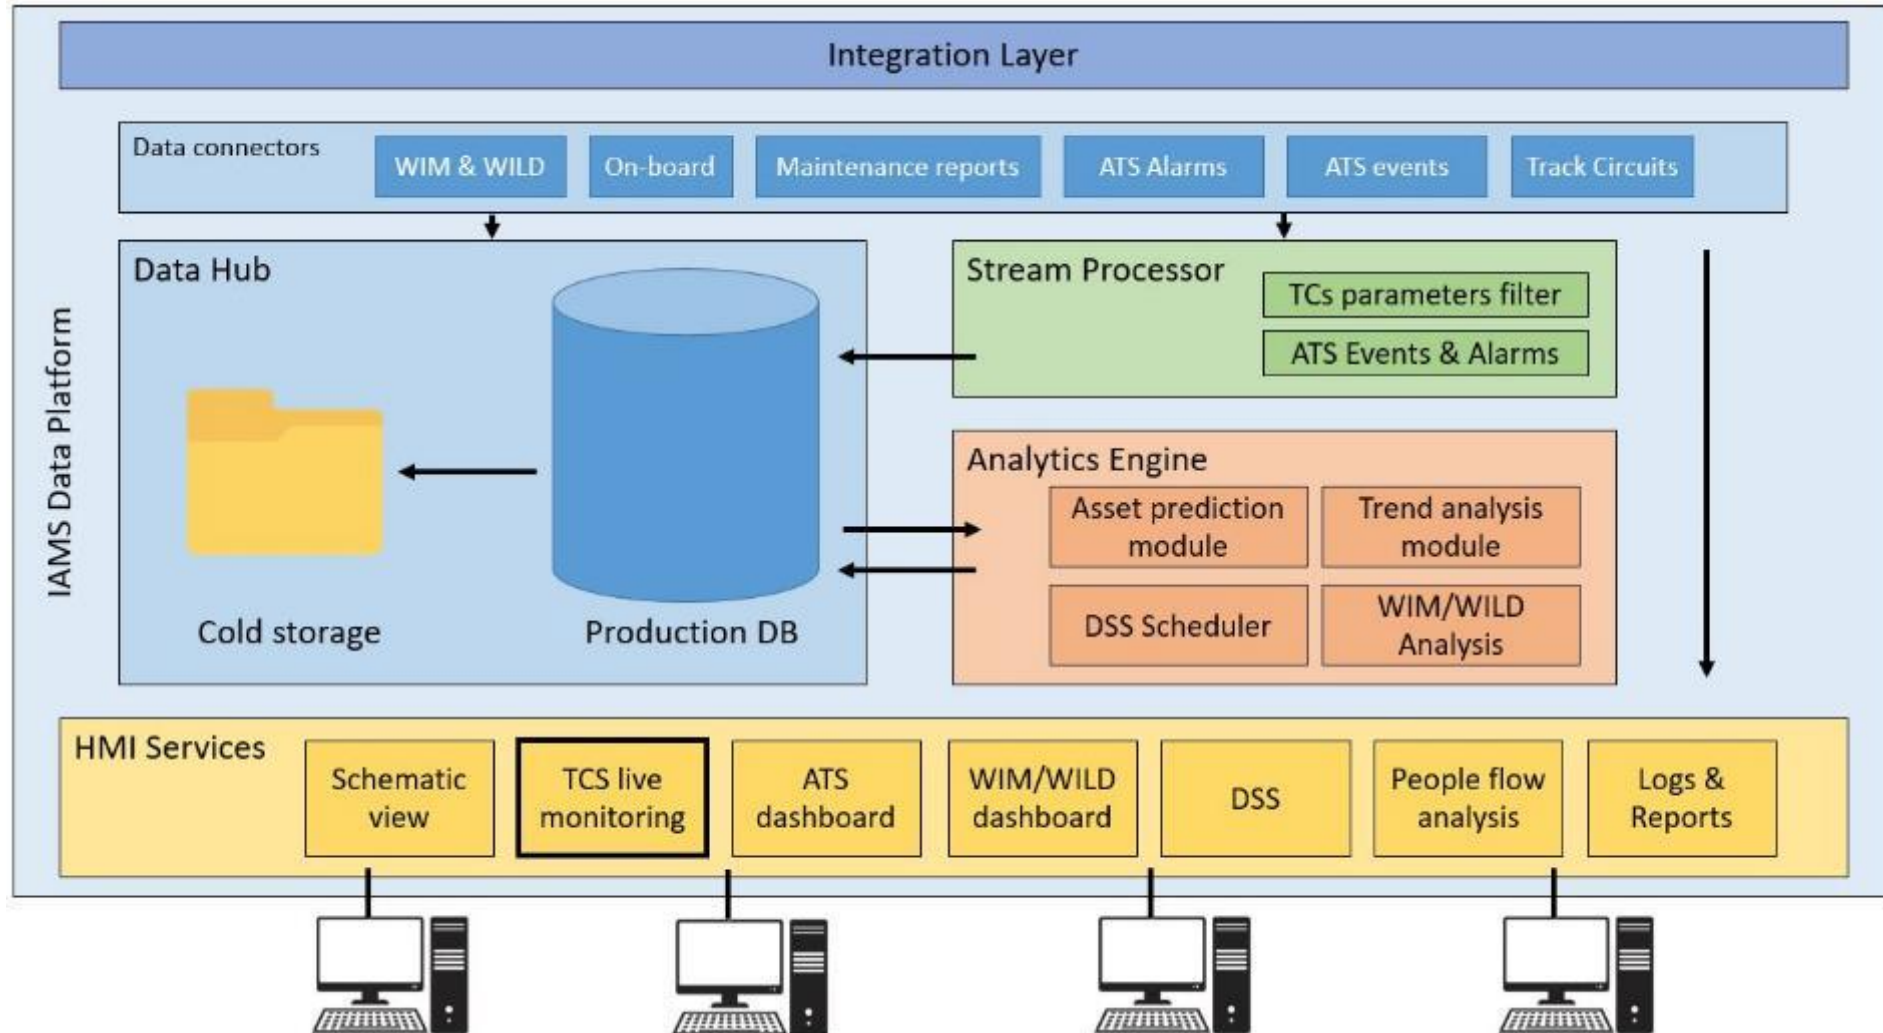 Integration Layer
Data connectors
WIM & WILD
On-board
Maintenance reports
ATS Alarms
ATS events
Track Circuits
IAMS Data Platform
Data Hub
Cold storage
Production DB
Stream Processor
TCs parameters filter
ATS Events & Alarms
Analytics Engine
Asset prediction
module
Trend analysis
module
DSS Scheduler
WIM/WILD
Analysis
HMI Services
Schematic
view
TCS live
monitoring
ATS
dashboard
WIM/WILD
dashboard
DSS
People flow
analysis
Logs &
Reports